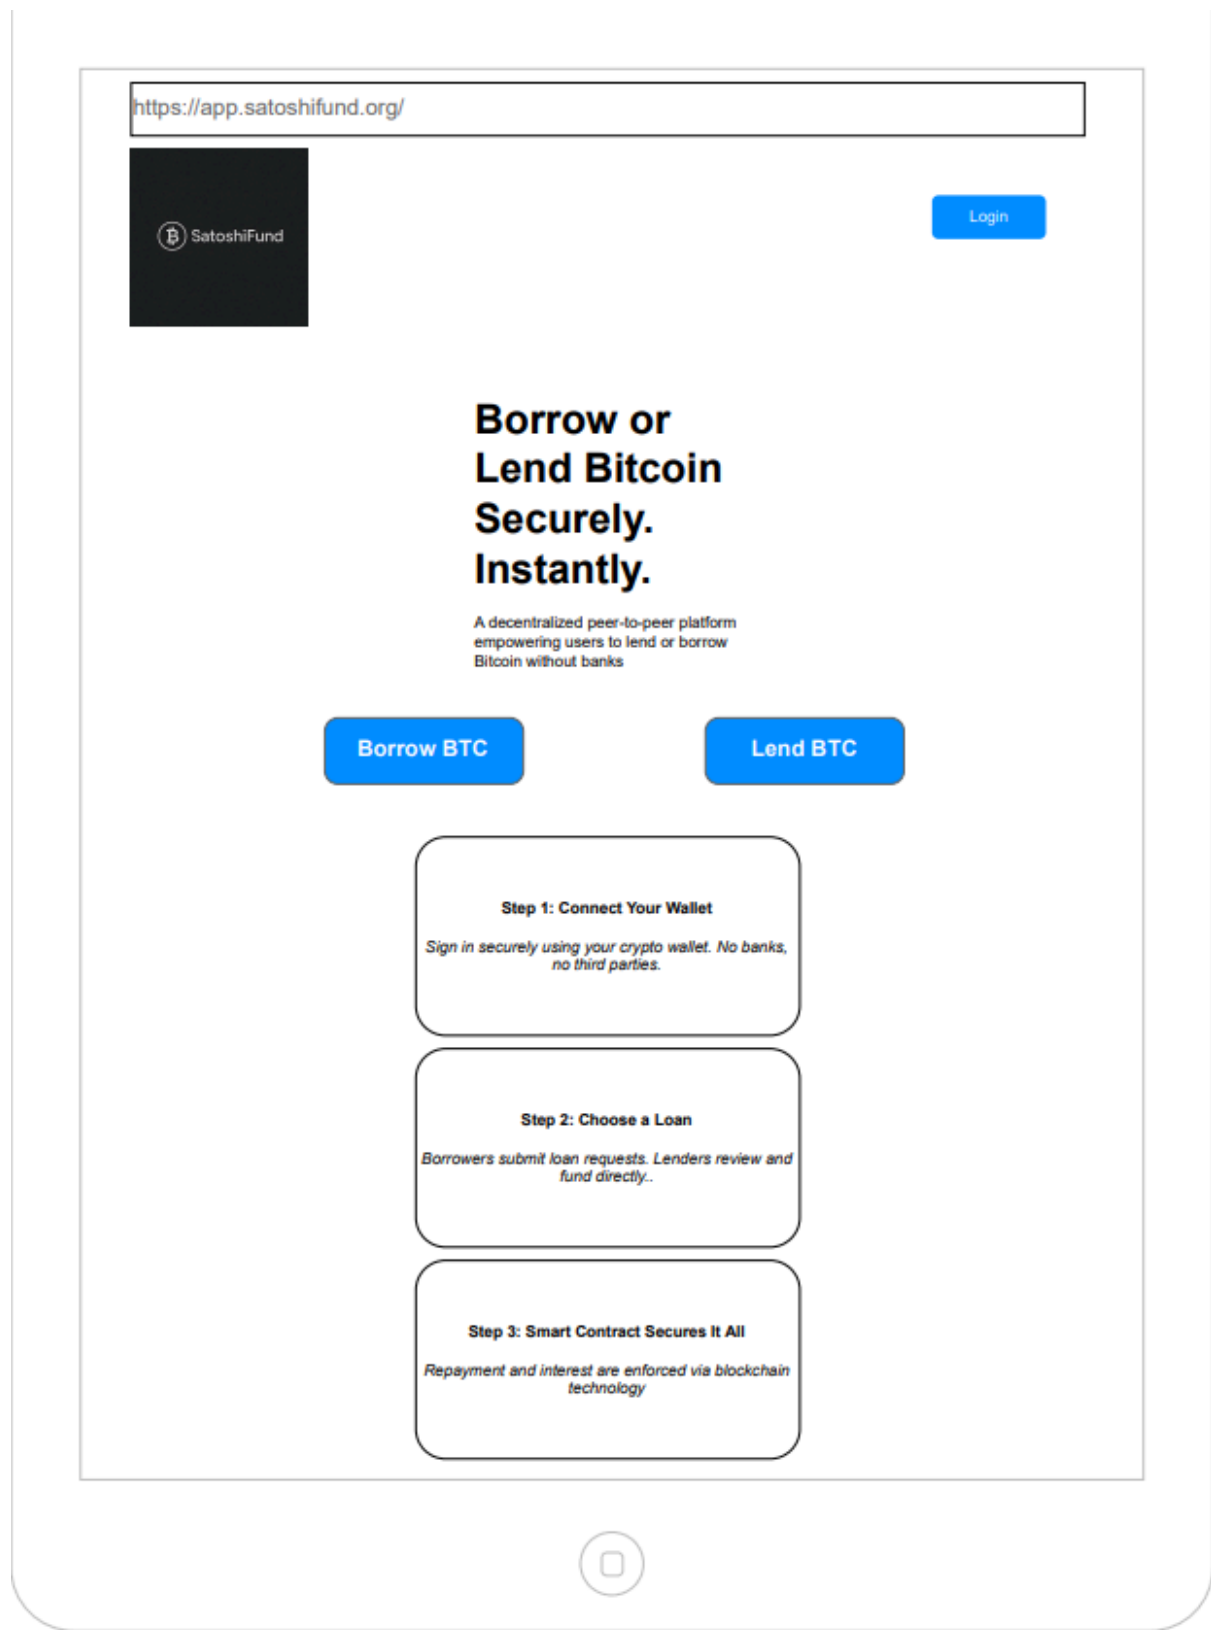 https://app.satoshifund.org/
SatoshiFund
Login
Borrow or
Lend Bitcoin
Securely.
Instantly.
A decentralized peer-to-peer platform
empowering users to lend or borrow
Bitcoin without banks
Borrow BTC
Lend BTC
Step 1: Connect Your Wallet
Sign in securely using your crypto wallet. No banks,
no third parties.
Step 2: Choose a Loan
Borrowers submit loan requests. Lenders review and
fund directly..
Step 3: Smart Contract Secures It All
Repayment and interest are enforced via blockchain
technology